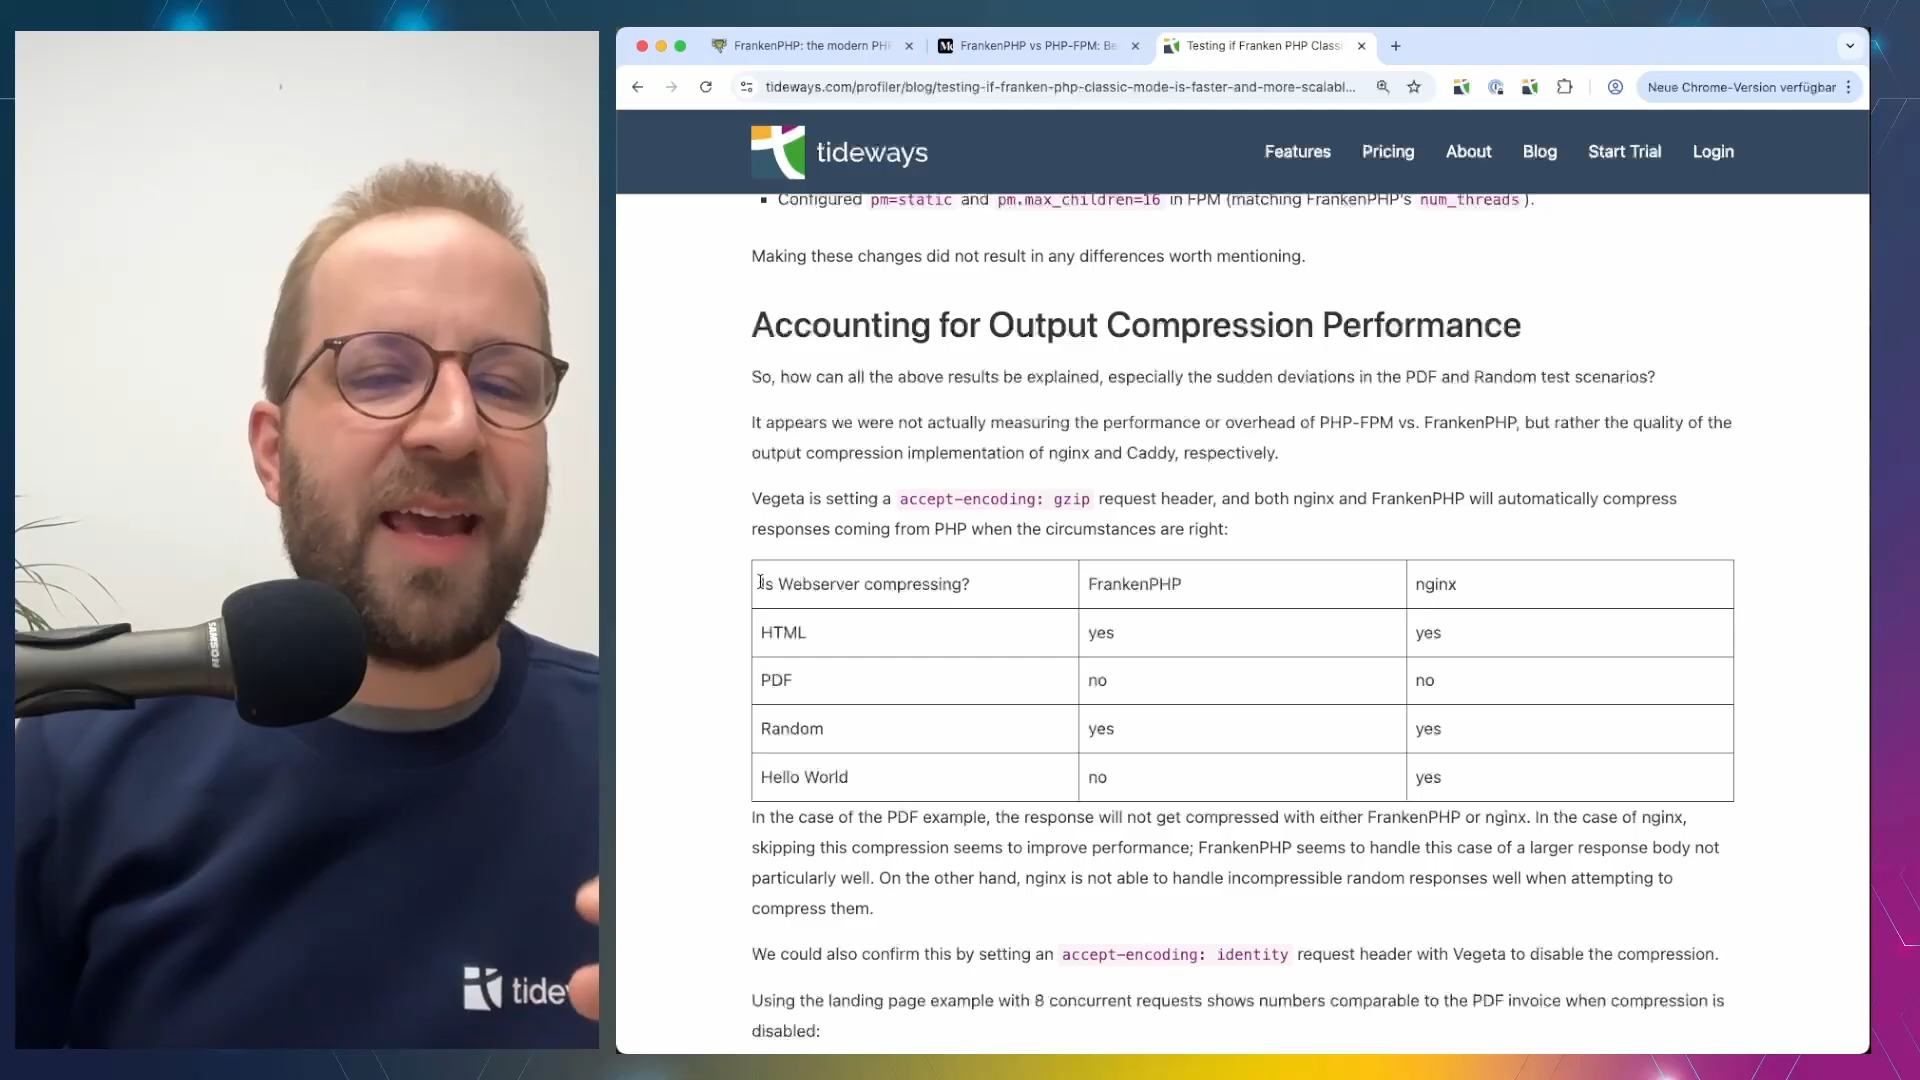 FrankenPHP: the modern PH
FrankenPHP vs PHP-FPM: Be
Testing if Franken PHP Classi
tideways.com/profiler/blog/testing-if-franken-php-classic-mode-is-faster-and-more-scalabl...
Neue Chrome-Version verfügbar
tideways
Features
Pricing
About
Blog
Start Trial
Login
Configured pm=static and pm.max_children=16 in FPM (matching FrankenPHP's num_threads).
Making these changes did not result in any differences worth mentioning.
Accounting for Output Compression Performance
So, how can all the above results be explained, especially the sudden deviations in the PDF and Random test scenarios?
It appears we were not actually measuring the performance or overhead of PHP-FPM vs. FrankenPHP, but rather the quality of the
output compression implementation of nginx and Caddy, respectively.
Vegeta is setting a accept-encoding: gzip request header, and both nginx and FrankenPHP will automatically compress
responses coming from PHP when the circumstances are right:
Is Webserver compressing? FrankenPHP nginx
HTML yes yes
PDF no no
Random yes yes
Hello World no yes
In the case of the PDF example, the response will not get compressed with either FrankenPHP or nginx. In the case of nginx,
skipping this compression seems to improve performance; FrankenPHP seems to handle this case of a larger response body not
particularly well. On the other hand, nginx is not able to handle incompressible random responses well when attempting to
compress them.
We could also confirm this by setting an accept-encoding: identity request header with Vegeta to disable the compression.
Using the landing page example with 8 concurrent requests shows numbers comparable to the PDF invoice when compression is
disabled:
SAMSON
tide